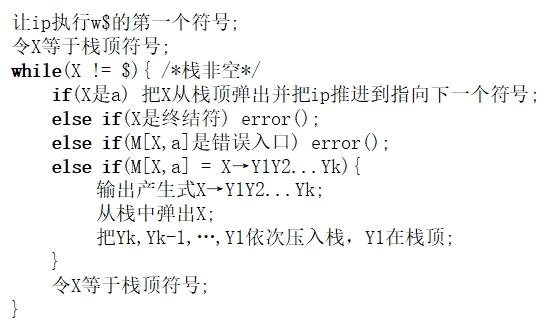 让ip执行w$的第一个符号;
令X等于栈顶符号;
while(X != $){ /*栈非空*/
if(X是a) 把X从栈顶弹出并把ip推进到指向下一个符号;
else if(X是终结符) error();
else if(M[X,a]是错误入口) error();
else if(M[X,a] = X→Y1Y2...Yk){
输出产生式X→Y1Y2...Yk;
从栈中弹出X;
把Yk,Yk-1,…,Y1依次压入栈，Y1在栈顶;
}
令X等于栈顶符号;
}